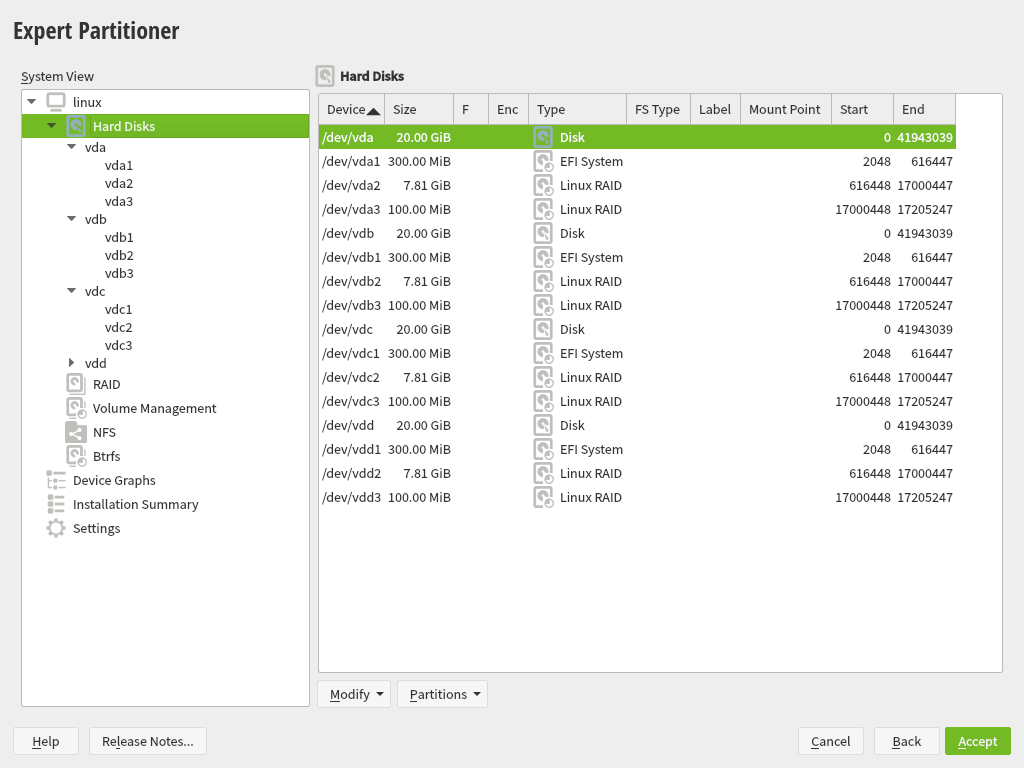 Expert Partitioner
System View
linux
Hard Disks
vda
vda1
vda2
vda3
vdb
vdb1
vdb2
vdb3
vdc
vdc1
vdc2
vdc3
vdd
RAID
Volume Management
NFS
Btrfs
Device Graphs
Installation Summary
Settings
Hard Disks
Device Size F Enc Type FS Type Label Mount Point Start End
/dev/vda 20.00 GiB Disk 0 41943039
/dev/vda1 300.00 MiB EFI System 2048 616447
/dev/vda2 7.81 GiB Linux RAID 616448 17000447
/dev/vda3 100.00 MiB Linux RAID 17000448 17205247
/dev/vdb 20.00 GiB Disk 0 41943039
/dev/vdb1 300.00 MiB EFI System 2048 616447
/dev/vdb2 7.81 GiB Linux RAID 616448 17000447
/dev/vdb3 100.00 MiB Linux RAID 17000448 17205247
/dev/vdc 20.00 GiB Disk 0 41943039
/dev/vdc1 300.00 MiB EFI System 2048 616447
/dev/vdc2 7.81 GiB Linux RAID 616448 17000447
/dev/vdc3 100.00 MiB Linux RAID 17000448 17205247
/dev/vdd 20.00 GiB Disk 0 41943039
/dev/vdd1 300.00 MiB EFI System 2048 616447
/dev/vdd2 7.81 GiB Linux RAID 616448 17000447
/dev/vdd3 100.00 MiB Linux RAID 17000448 17205247
Modify Partitions
Help Release Notes... Cancel Back Accept